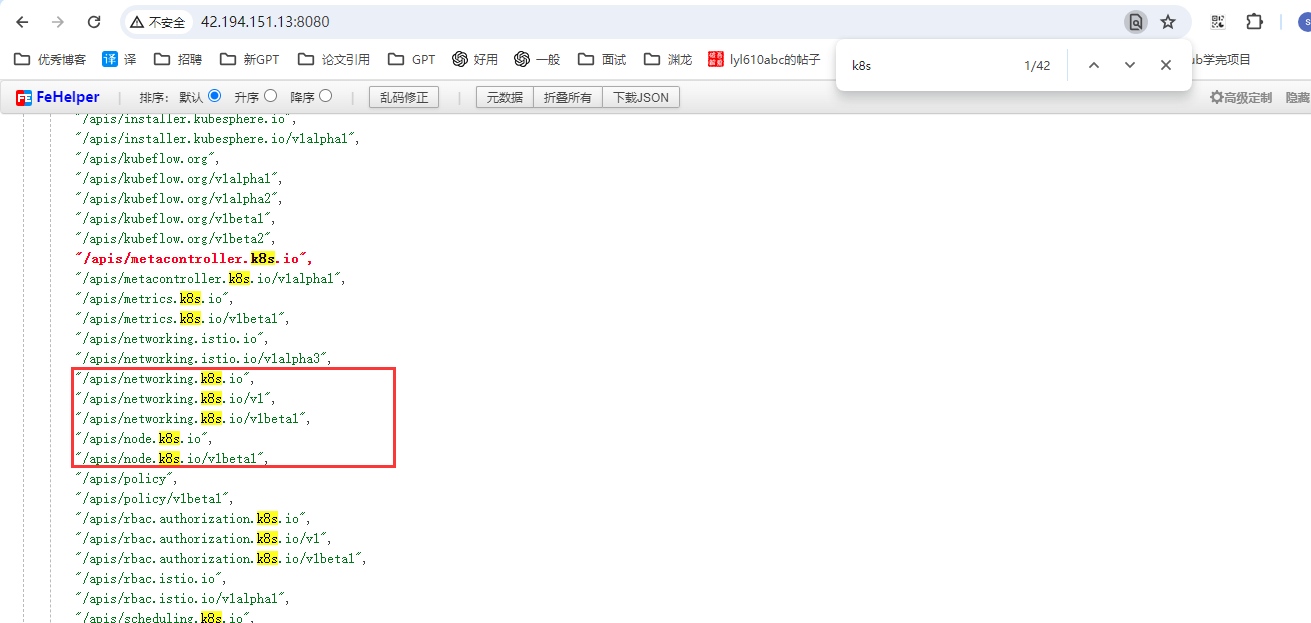 不安全 42.194.151.13:8080
优秀博客 译 译 招聘 新GPT 论文引用 GPT 好用 一般 面试 渊龙 lyl610abc的帖子 ub学完项目
k8s 1/42
FeHelper 排序: 默认 升序 降序 乱码修正 元数据 折叠所有 下载JSON 高级定制 隐藏
"/apis/installer.kubesphere.io",
"/apis/installer.kubesphere.io/v1alpha1",
"/apis/kubeflow.org",
"/apis/kubeflow.org/v1alpha1",
"/apis/kubeflow.org/v1alpha2",
"/apis/kubeflow.org/v1beta1",
"/apis/kubeflow.org/v1beta2",
"/apis/metacontroller.k8s.io",
"/apis/metacontroller.k8s.io/v1alpha1",
"/apis/metrics.k8s.io",
"/apis/metrics.k8s.io/v1beta1",
"/apis/networking.istio.io",
"/apis/networking.istio.io/v1alpha3",
"/apis/networking.k8s.io",
"/apis/networking.k8s.io/v1",
"/apis/networking.k8s.io/v1beta1",
"/apis/node.k8s.io",
"/apis/node.k8s.io/v1beta1",
"/apis/policy",
"/apis/policy/v1beta1",
"/apis/rbac.authorization.k8s.io",
"/apis/rbac.authorization.k8s.io/v1",
"/apis/rbac.authorization.k8s.io/v1beta1",
"/apis/rbac.istio.io",
"/apis/rbac.istio.io/v1alpha1",
"/apis/scheduling.k8s.io",